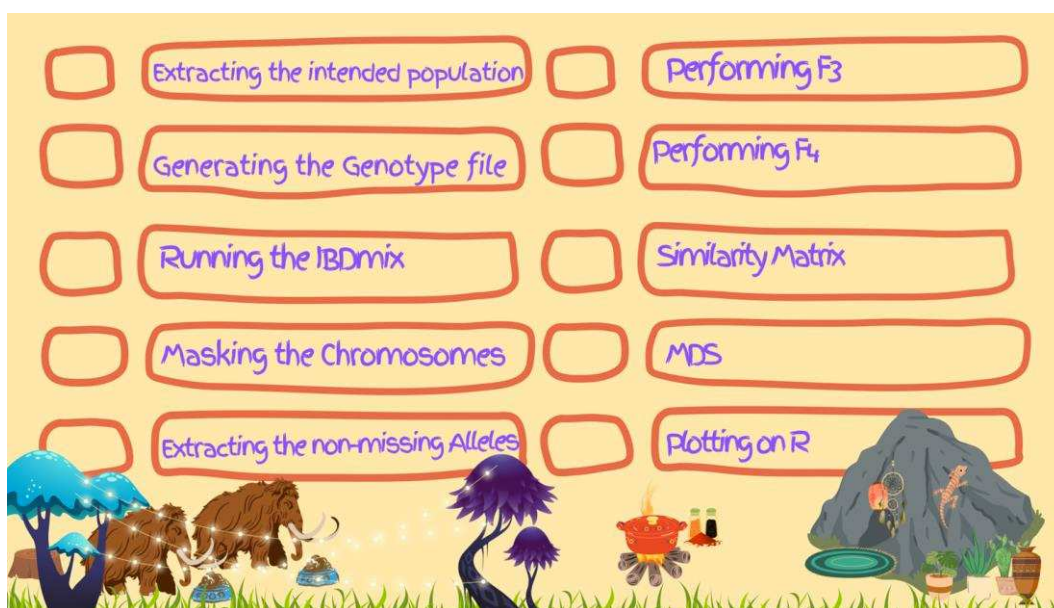 Extracting the intended population
Generating the Genotype file
Running the IBDmix
Masking the Chromosomes
Extracting the non-missing Alleles
Performing F3
Performing F4
Similarity Matrix
MDS
Plotting on R